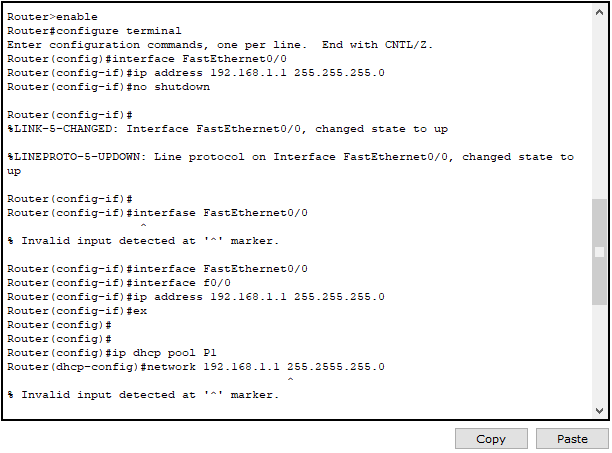 Router>enable
Router#configure terminal
Enter configuration commands, one per line.  End with CNTL/Z.
Router(config)#interface FastEthernet0/0
Router(config-if)#ip address 192.168.1.1 255.255.255.0
Router(config-if)#no shutdown
Router(config-if)#
%LINK-5-CHANGED: Interface FastEthernet0/0, changed state to up
%LINEPROTO-5-UPDOWN: Line protocol on Interface FastEthernet0/0, changed state to
up
Router(config-if)#
Router(config-if)#interfase FastEthernet0/0
^
% Invalid input detected at '^' marker.
Router(config-if)#interface FastEthernet0/0
Router(config-if)#interface f0/0
Router(config-if)#ip address 192.168.1.1 255.255.255.0
Router(config-if)#ex
Router(config)#
Router(config)#
Router(config)#ip dhcp pool P1
Router(dhcp-config)#network 192.168.1.1 255.2555.255.0
^
% Invalid input detected at '^' marker.
Copy
Paste